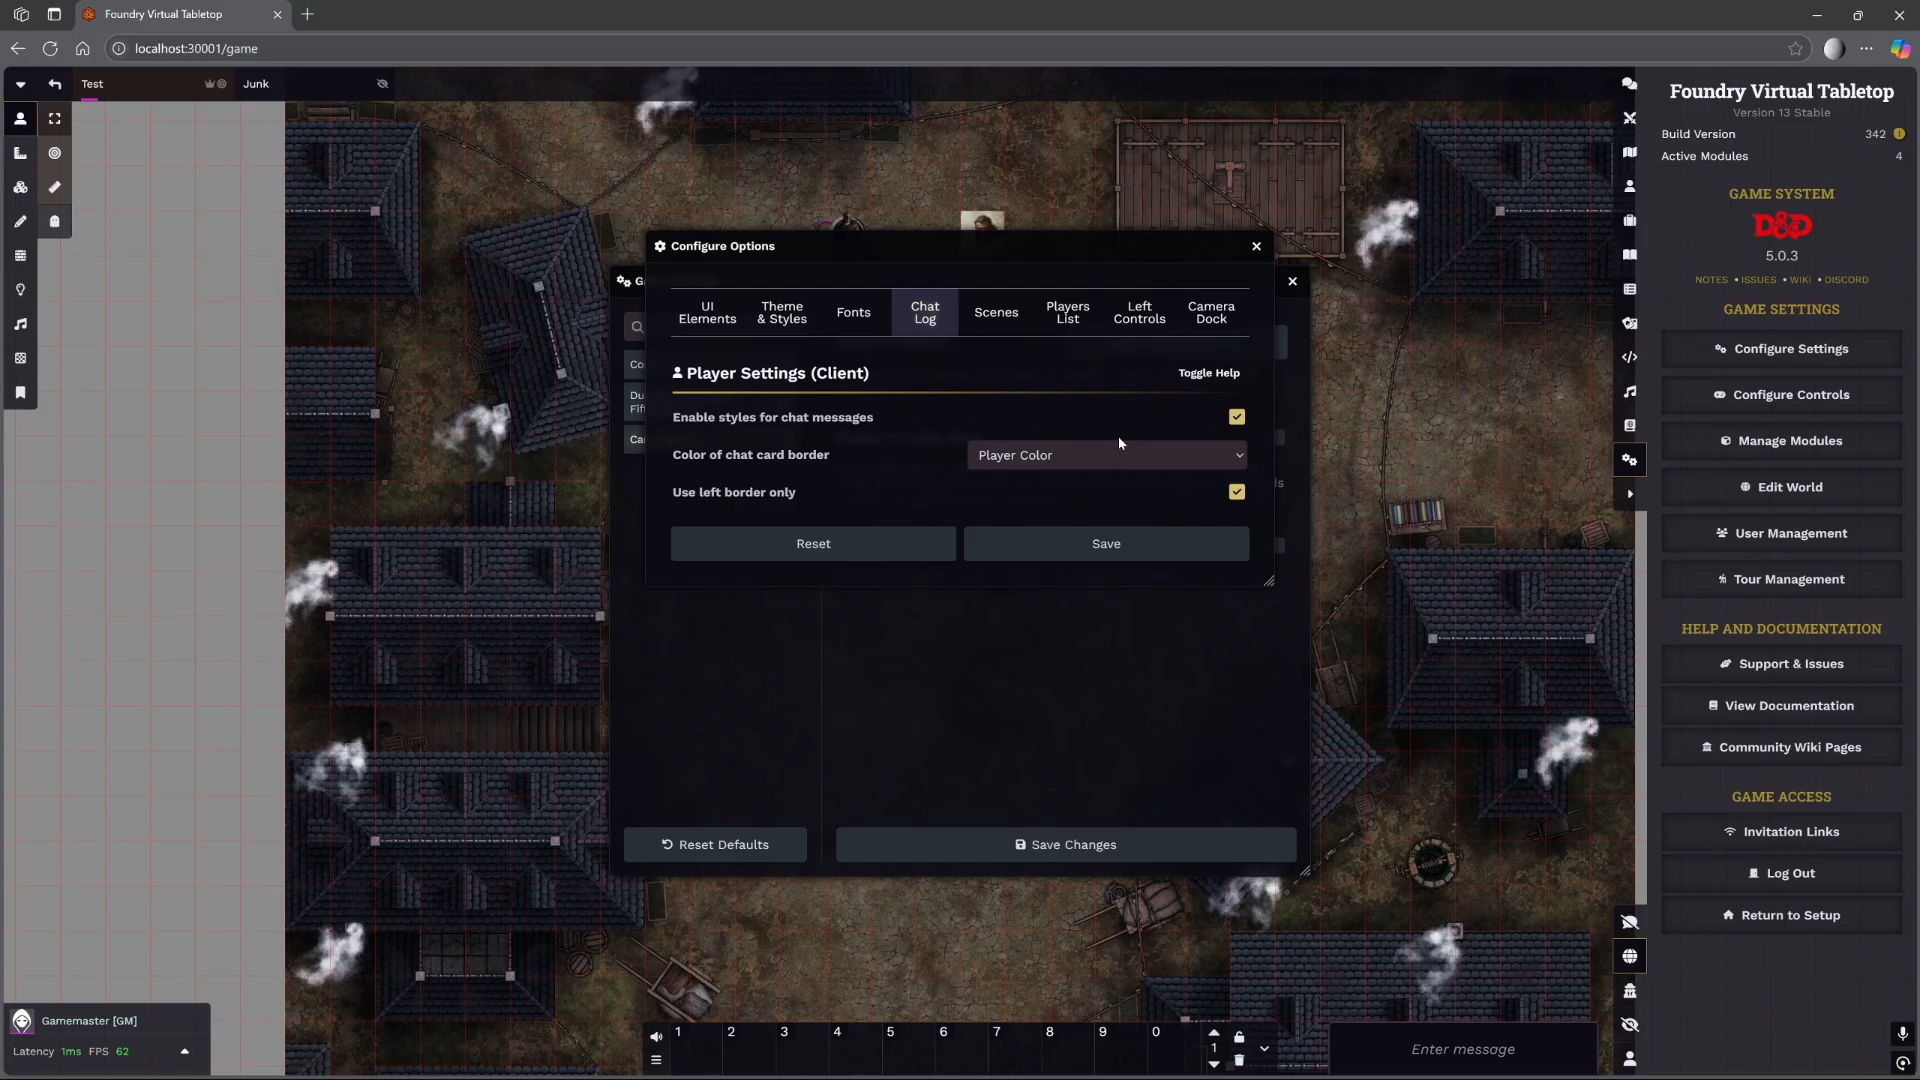 Foundry Virtual Tabletop
localhost:30001/game
Test
Junk
Foundry Virtual Tabletop
Version 13 Stable
Build Version 342
Active Modules 4
GAME SYSTEM
D&D
5.0.3
NOTES • ISSUES • WIKI • DISCORD
GAME SETTINGS
Configure Settings
Configure Controls
Manage Modules
Edit World
User Management
Tour Management
HELP AND DOCUMENTATION
Support & Issues
View Documentation
Community Wiki Pages
GAME ACCESS
Invitation Links
Log Out
Return to Setup
Configure Options
UI Elements
Theme & Styles
Fonts
Chat Log
Scenes
Players List
Left Controls
Camera Dock
Player Settings (Client)
Toggle Help
Enable styles for chat messages
Color of chat card border
Player Color
Use left border only
Reset
Save
Reset Defaults
Save Changes
Gamemaster [GM]
Latency 1ms FPS 62
1 2 3 4 5 6 7 8 9 0
1
Enter message